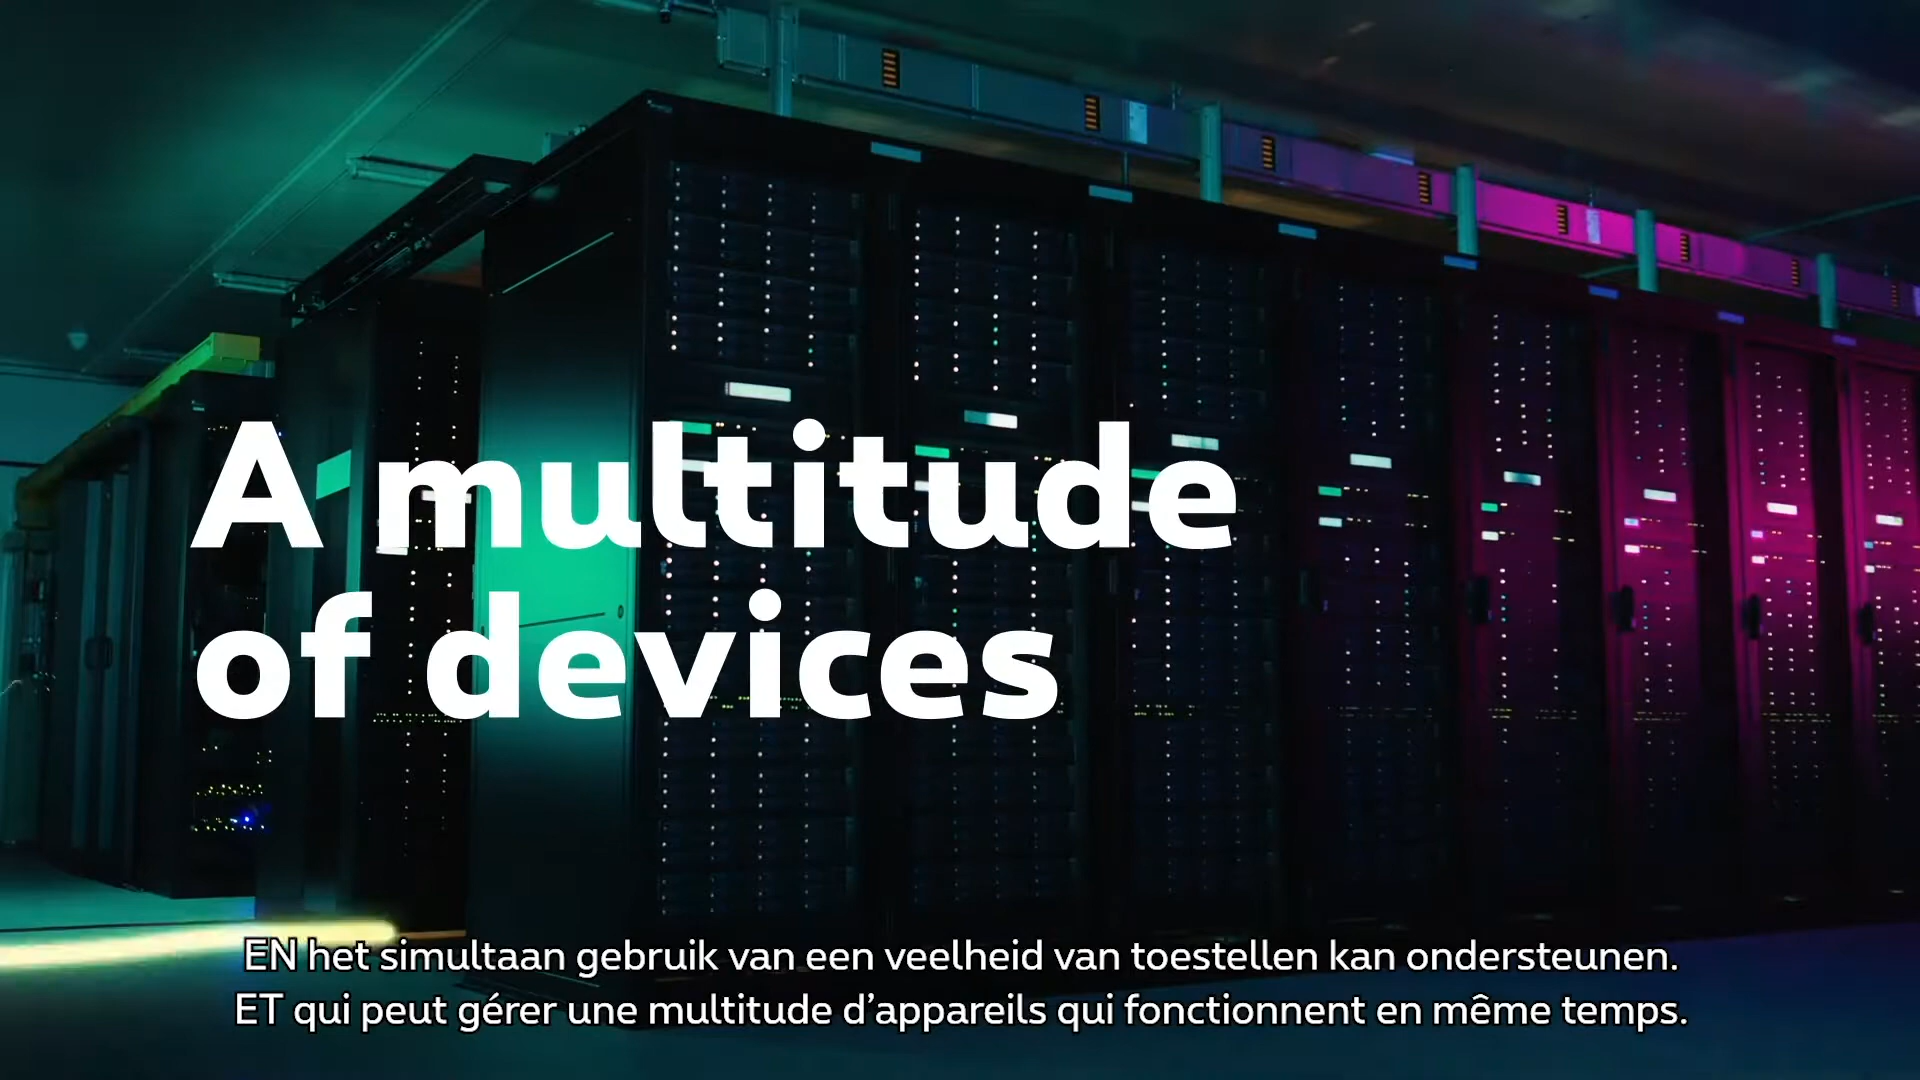 A multitude
of devices
EN het simultaan gebruik van een veelheid van toestellen kan ondersteunen.
ET qui peut gérer une multitude d’appareils qui fonctionnent en même temps.